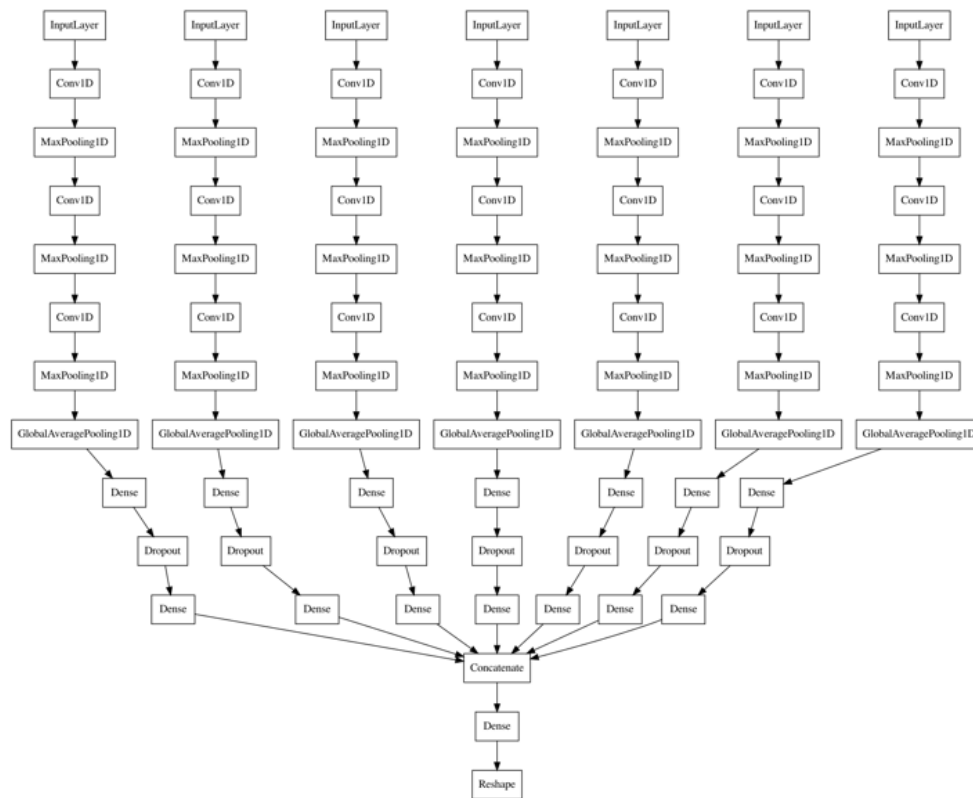 InputLayer InputLayer InputLayer InputLayer InputLayer InputLayer InputLayer
Conv1D Conv1D Conv1D Conv1D Conv1D Conv1D Conv1D
MaxPooling1D MaxPooling1D MaxPooling1D MaxPooling1D MaxPooling1D MaxPooling1D MaxPooling1D
Conv1D Conv1D Conv1D Conv1D Conv1D Conv1D Conv1D
MaxPooling1D MaxPooling1D MaxPooling1D MaxPooling1D MaxPooling1D MaxPooling1D MaxPooling1D
Conv1D Conv1D Conv1D Conv1D Conv1D Conv1D Conv1D
MaxPooling1D MaxPooling1D MaxPooling1D MaxPooling1D MaxPooling1D MaxPooling1D MaxPooling1D
GlobalAveragePooling1D GlobalAveragePooling1D GlobalAveragePooling1D GlobalAveragePooling1D GlobalAveragePooling1D GlobalAveragePooling1D GlobalAveragePooling1D
Dense Dense Dense Dense Dense Dense Dense
Dropout Dropout Dropout Dropout Dropout Dropout Dropout
Dense Dense Dense Dense Dense Dense Dense
Concatenate
Dense
Reshape